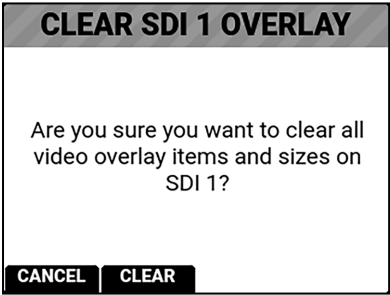 CLEAR SDI 1 OVERLAY
Are you sure you want to clear all
video overlay items and sizes on
SDI 1?
CANCEL CLEAR